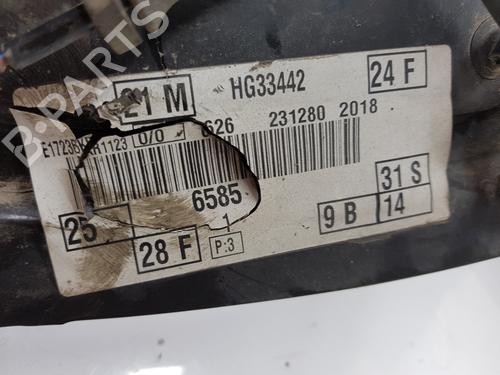 21 M HG33442 24 F
0/0 626 231280 2018
6585
31 S
25 1 9 B 14
28 F P:3
B-PARTS